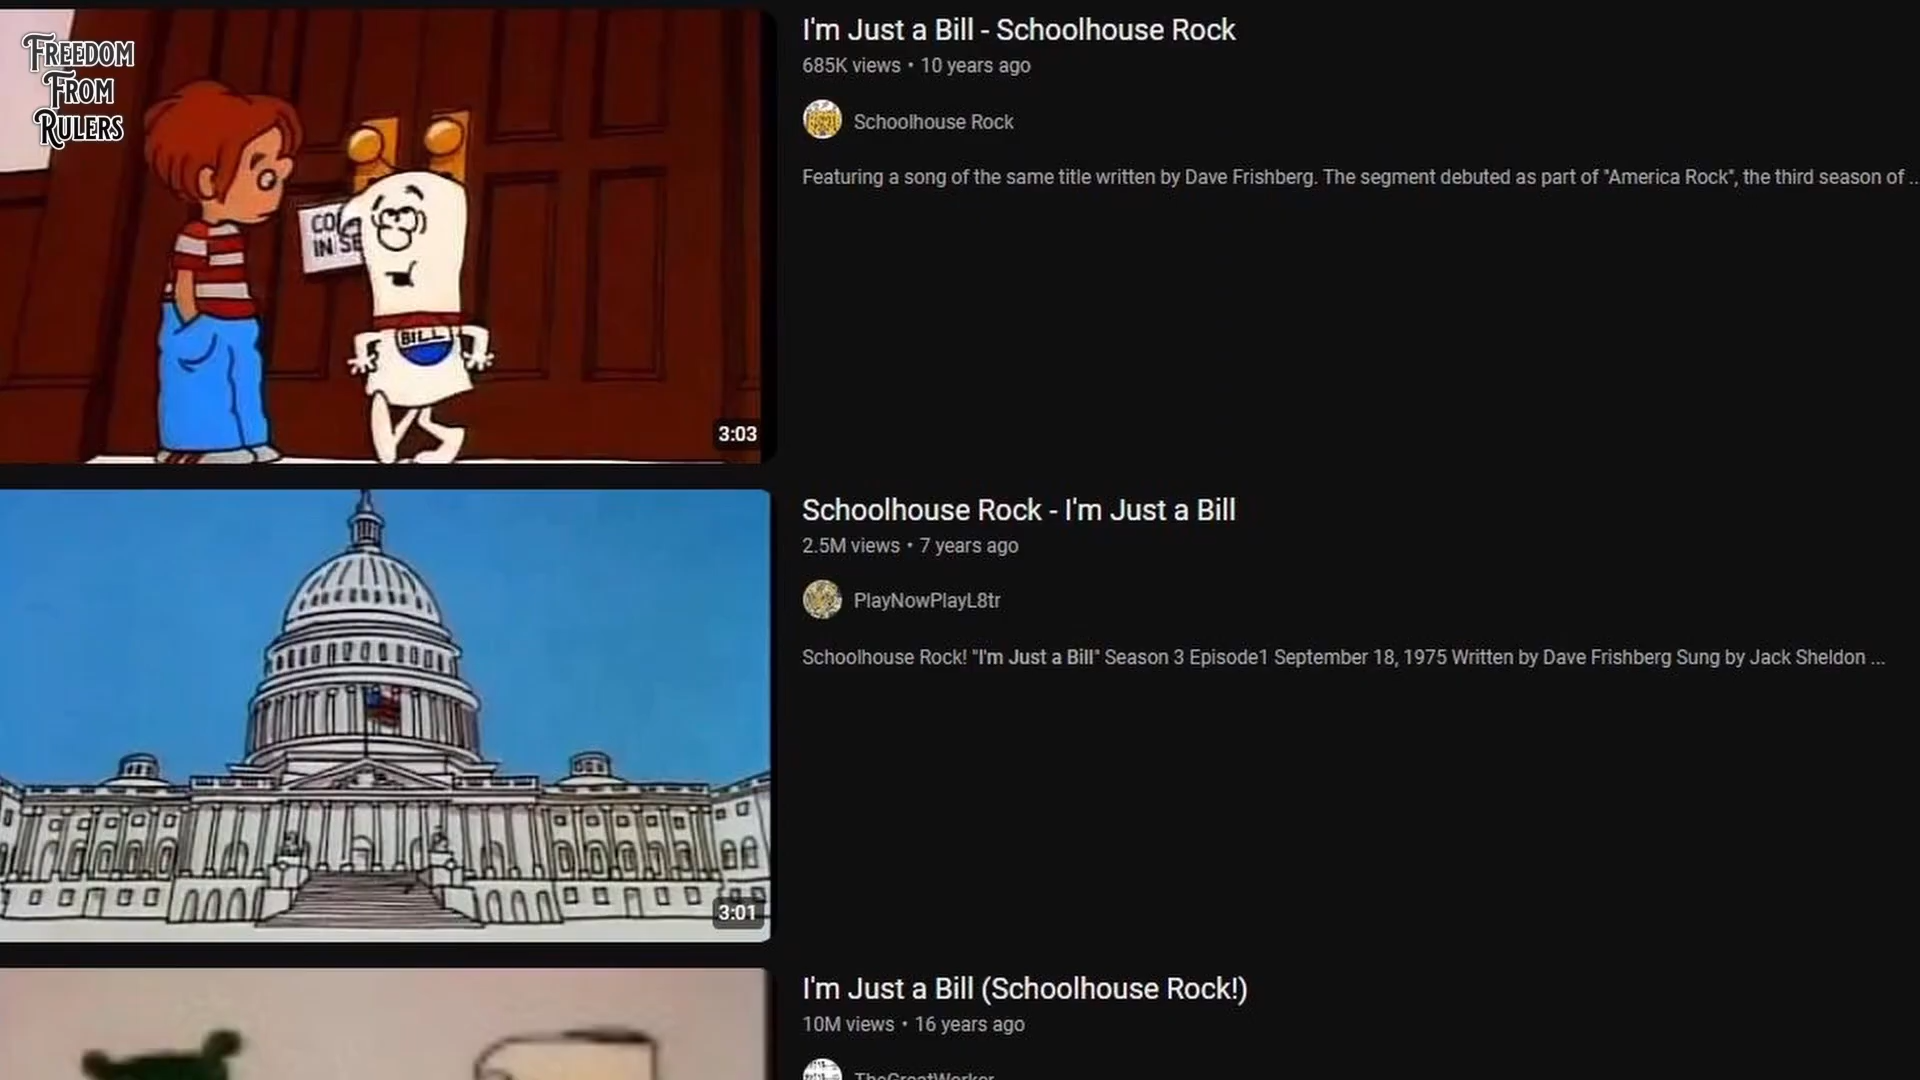 FREEDOM
FROM
RULERS
CO
IN SE
BILL
3:03
I'm Just a Bill - Schoolhouse Rock
685K views • 10 years ago
Schoolhouse Rock
Featuring a song of the same title written by Dave Frishberg. The segment debuted as part of "America Rock", the third season of ...
3:01
Schoolhouse Rock - I'm Just a Bill
2.5M views • 7 years ago
PlayNowPlayL8tr
Schoolhouse Rock! "I'm Just a Bill" Season 3 Episode1 September 18, 1975 Written by Dave Frishberg Sung by Jack Sheldon ...
I'm Just a Bill (Schoolhouse Rock!)
10M views • 16 years ago
TheGreatWorker